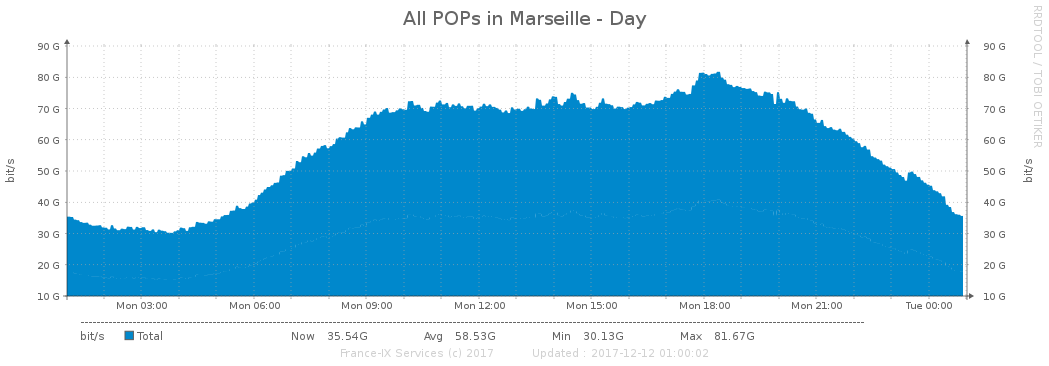 All POPs in Marseille - Day
RRDTOOL / TOBI OETIKER
90 G 90 G
80 G 80 G
70 G 70 G
60 G 60 G
50 G 50 G
40 G 40 G
30 G 30 G
20 G 20 G
10 G 10 G
bit/s
bit/s
Mon 03:00 Mon 06:00 Mon 09:00 Mon 12:00 Mon 15:00 Mon 18:00 Mon 21:00 Tue 00:00
bit/s Total Now 35.54G Avg 58.53G Min 30.13G Max 81.67G
France-IX Services (c) 2017 Updated : 2017-12-12 01:00:02